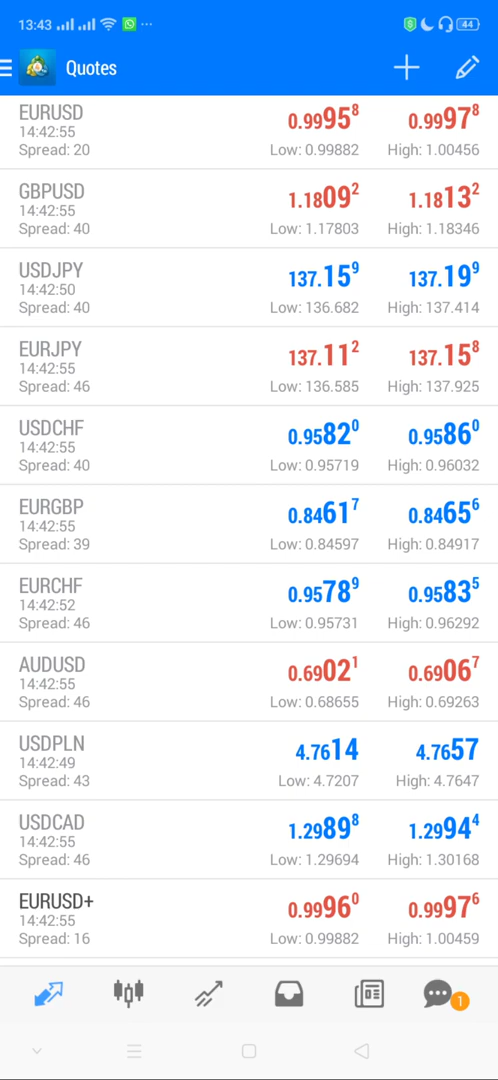 13:43 44
Quotes
EURUSD
14:42:55
Spread: 20
0.99958 0.99978
Low: 0.99882 High: 1.00456
GBPUSD
14:42:55
Spread: 40
1.18092 1.18132
Low: 1.17803 High: 1.18346
USDJPY
14:42:50
Spread: 40
137.159 137.199
Low: 136.682 High: 137.414
EURJPY
14:42:55
Spread: 46
137.112 137.158
Low: 136.585 High: 137.925
USDCHF
14:42:55
Spread: 40
0.95820 0.95860
Low: 0.95719 High: 0.96032
EURGBP
14:42:55
Spread: 39
0.84617 0.84656
Low: 0.84597 High: 0.84917
EURCHF
14:42:52
Spread: 46
0.95789 0.95835
Low: 0.95731 High: 0.96292
AUDUSD
14:42:55
Spread: 46
0.69021 0.69067
Low: 0.68655 High: 0.69263
USDPLN
14:42:49
Spread: 43
4.7614 4.7657
Low: 4.7207 High: 4.7647
USDCAD
14:42:55
Spread: 46
1.29898 1.29944
Low: 1.29694 High: 1.30168
EURUSD+
14:42:55
Spread: 16
0.99960 0.99976
Low: 0.99882 High: 1.00459
1